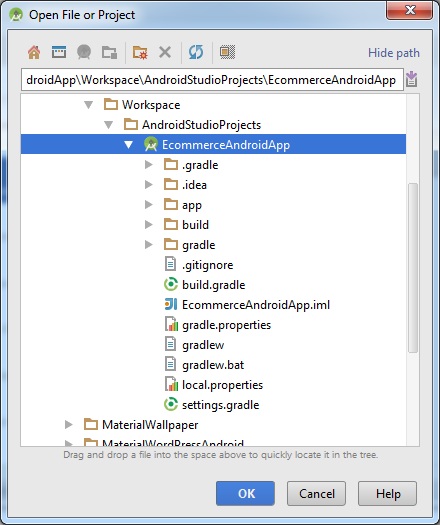 Open File or Project
Hide path
droidApp\Workspace\AndroidStudioProjects\EcommerceAndroidApp
Workspace
AndroidStudioProjects
EcommerceAndroidApp
.gradle
.idea
app
build
gradle
.gitignore
build.gradle
EcommerceAndroidApp.iml
gradle.properties
gradlew
gradlew.bat
local.properties
settings.gradle
MaterialWallpaper
MaterialWordPressAndroid
Drag and drop a file into the space above to quickly locate it in the tree.
OK Cancel Help